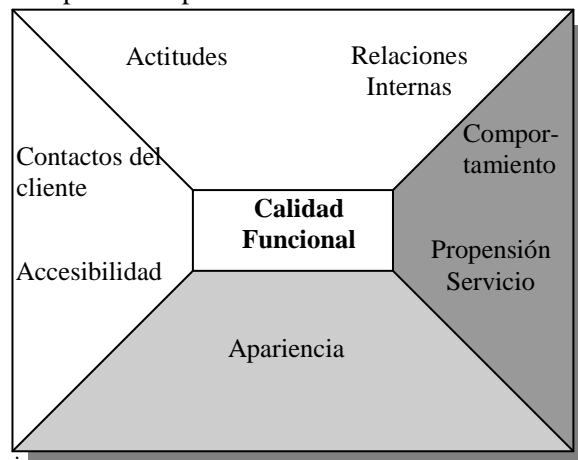 Actitudes
Relaciones
Internas
Compor-
tamiento
Contactos del
cliente
Calidad
Funcional
Propensión
Servicio
Accesibilidad
Apariencia